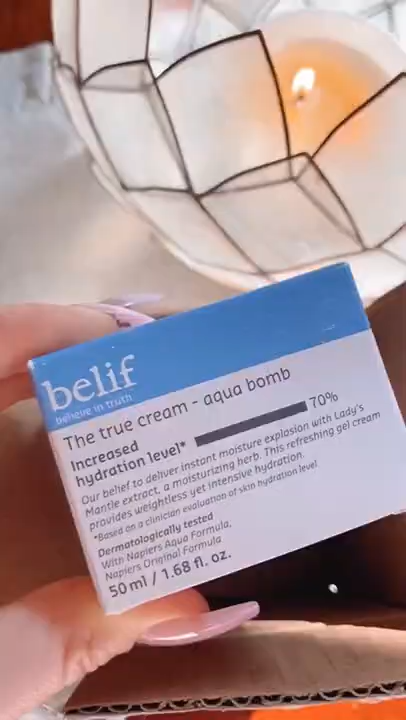 belif
believe in truth
The true cream - aqua bomb
Increased
hydration level* 70%
Our belief to deliver instant moisture explosion with Lady's
Mantle extract, a moisturizing herb. This refreshing gel cream
provides weightless yet intensive hydration.
*Based on a clinician evaluation of skin hydration level
Dermatologically tested
With Napiers Aqua Formula,
Napiers Original Formula
50 ml / 1.68 fl. oz.